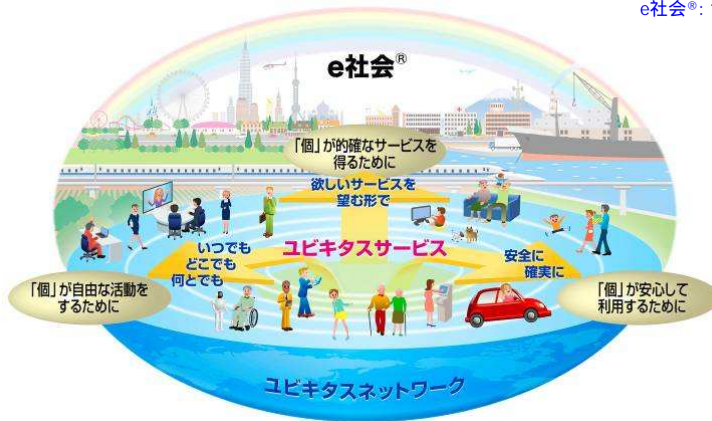 e社会®:
e社会®
「個」が的確なサービスを
得るために
欲しいサービスを
望む形で
いつでも
どこでも
何とでも
ユビキタスサービス
安全に
確実に
「個」が自由な活動を
するために
「個」が安心して
利用するために
ユビキタスネットワーク